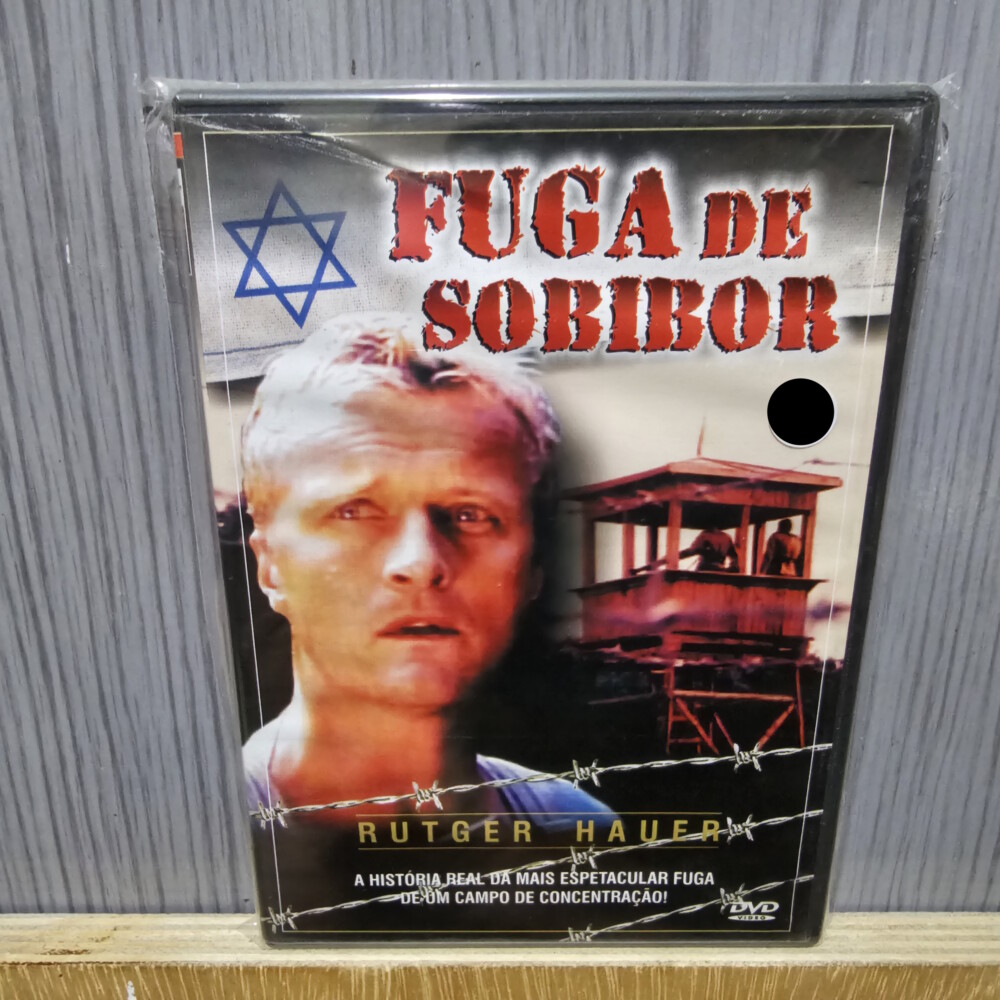 FUGA DE
SOBIBOR
RUTGER HAUER
A HISTÓRIA REAL DA MAIS ESPETACULAR FUGA
DE UM CAMPO DE CONCENTRAÇÃO!
DVD
VIDEO